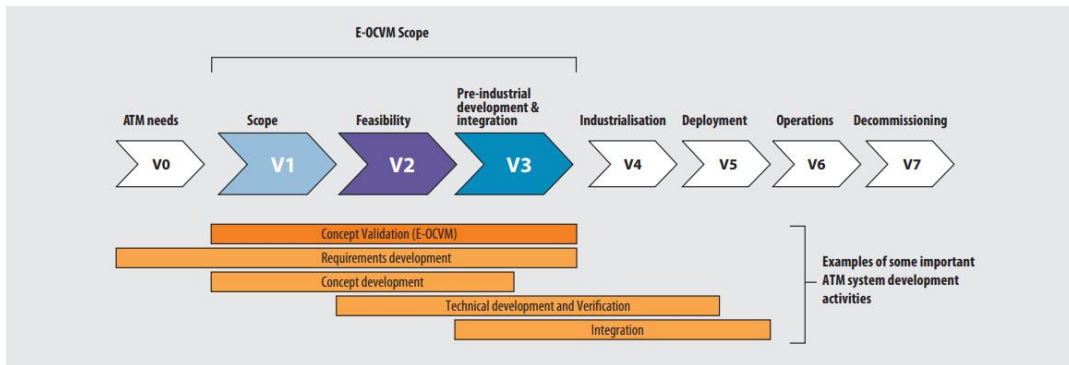 E-OCVM Scope
ATM needs
Scope
Feasibility
Pre-industrial
development &
integration
Industrialisation
Deployment
Operations
Decommissioning
V0
V1
V2
V3
V4
V5
V6
V7
Concept Validation (E-OCVM)
Requirements development
Concept development
Technical development and Verification
Integration
Examples of some important
ATM system development
activities